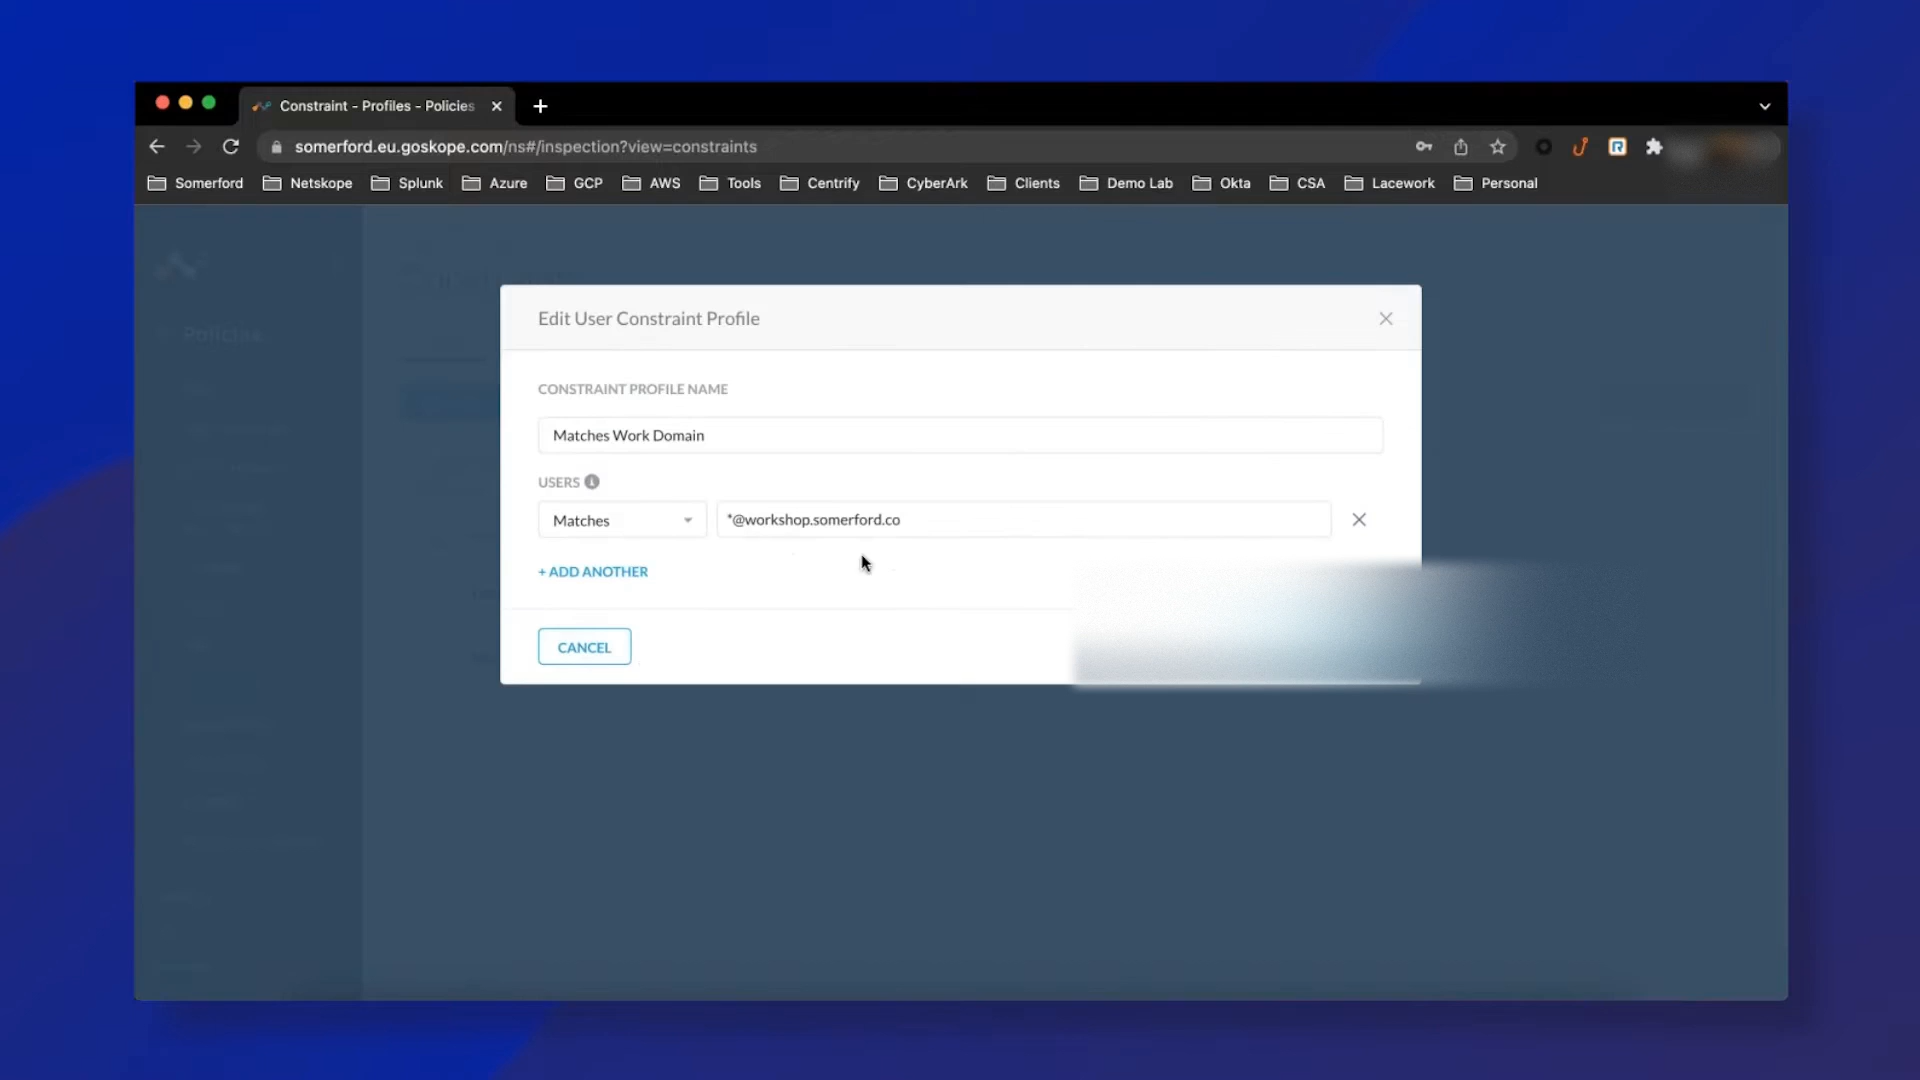 Constraint - Profiles - Policies
somerford.eu.goskope.com/ns#/inspection?view=constraints
Somerford Netskope Splunk Azure GCP AWS Tools Centrify CyberArk Clients Demo Lab Okta CSA Lacework Personal
Policies
Edit User Constraint Profile
CONSTRAINT PROFILE NAME
Matches Work Domain
USERS
Matches *@workshop.somerford.co
+ ADD ANOTHER
CANCEL